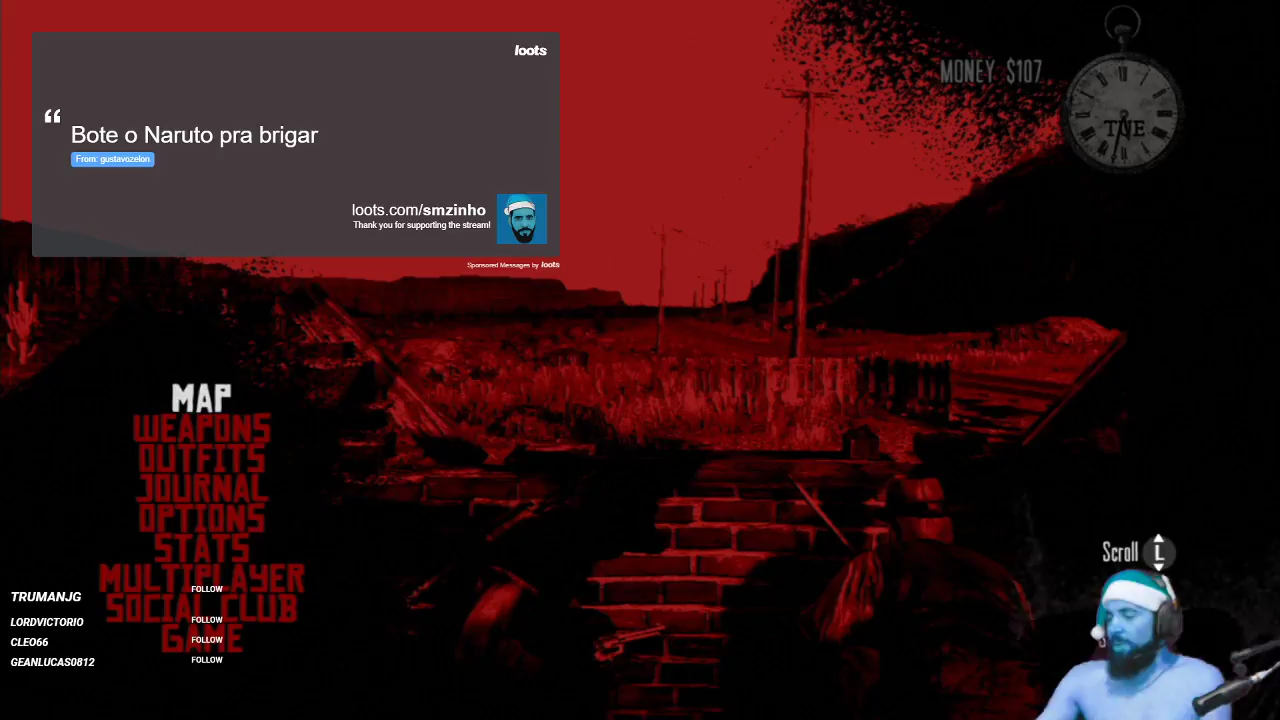 loots
“
Bote o Naruto pra brigar
From: gustavozelon
loots.com/smzinho
Thank you for supporting the stream!
Sponsored Messages by loots
MONEY $107
TUE
MAP
WEAPONS
OUTFITS
JOURNAL
OPTIONS
STATS
MULTIPLAYER
SOCIAL CLUB
GAME
TRUMANJG FOLLOW
LORDVICTORIO FOLLOW
CLEO66 FOLLOW
GEANLUCAS0812 FOLLOW
Scroll L